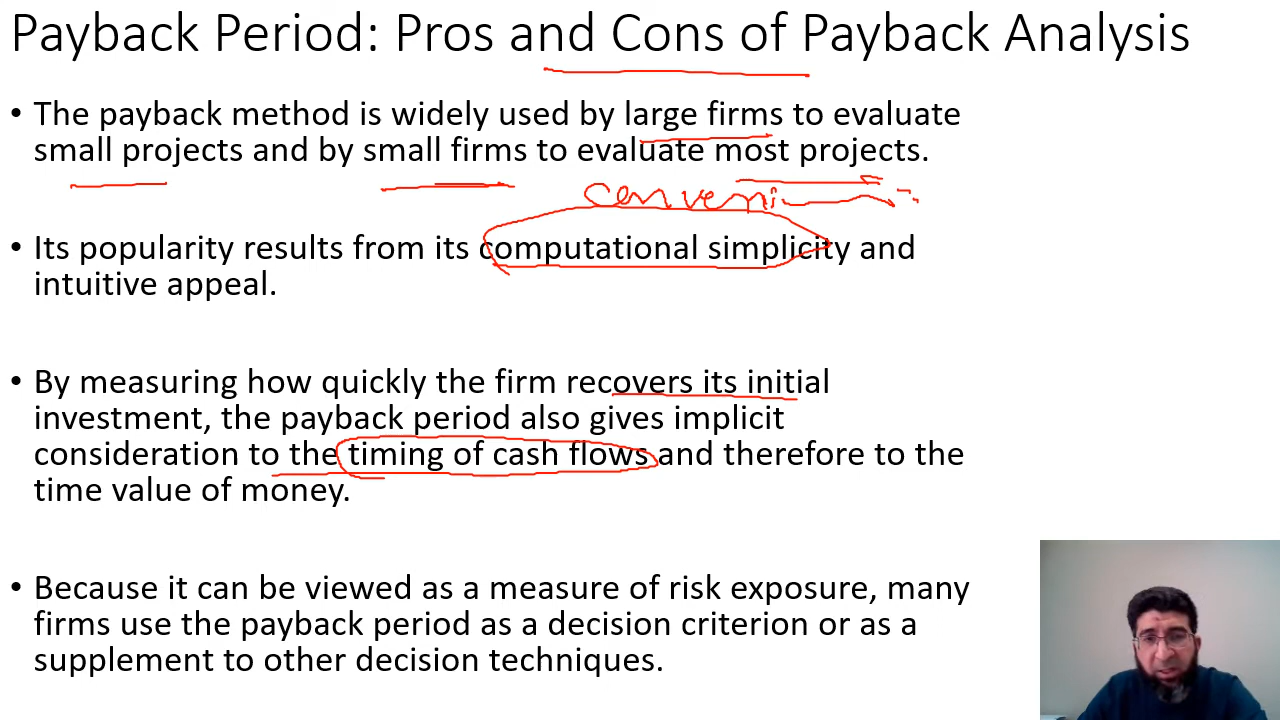 Payback Period: Pros and Cons of Payback Analysis
• The payback method is widely used by large firms to evaluate
small projects and by small firms to evaluate most projects.
• Its popularity results from its computational simplicity and
intuitive appeal.
• By measuring how quickly the firm recovers its initial
investment, the payback period also gives implicit
consideration to the timing of cash flows and therefore to the
time value of money.
• Because it can be viewed as a measure of risk exposure, many
firms use the payback period as a decision criterion or as a
supplement to other decision techniques.